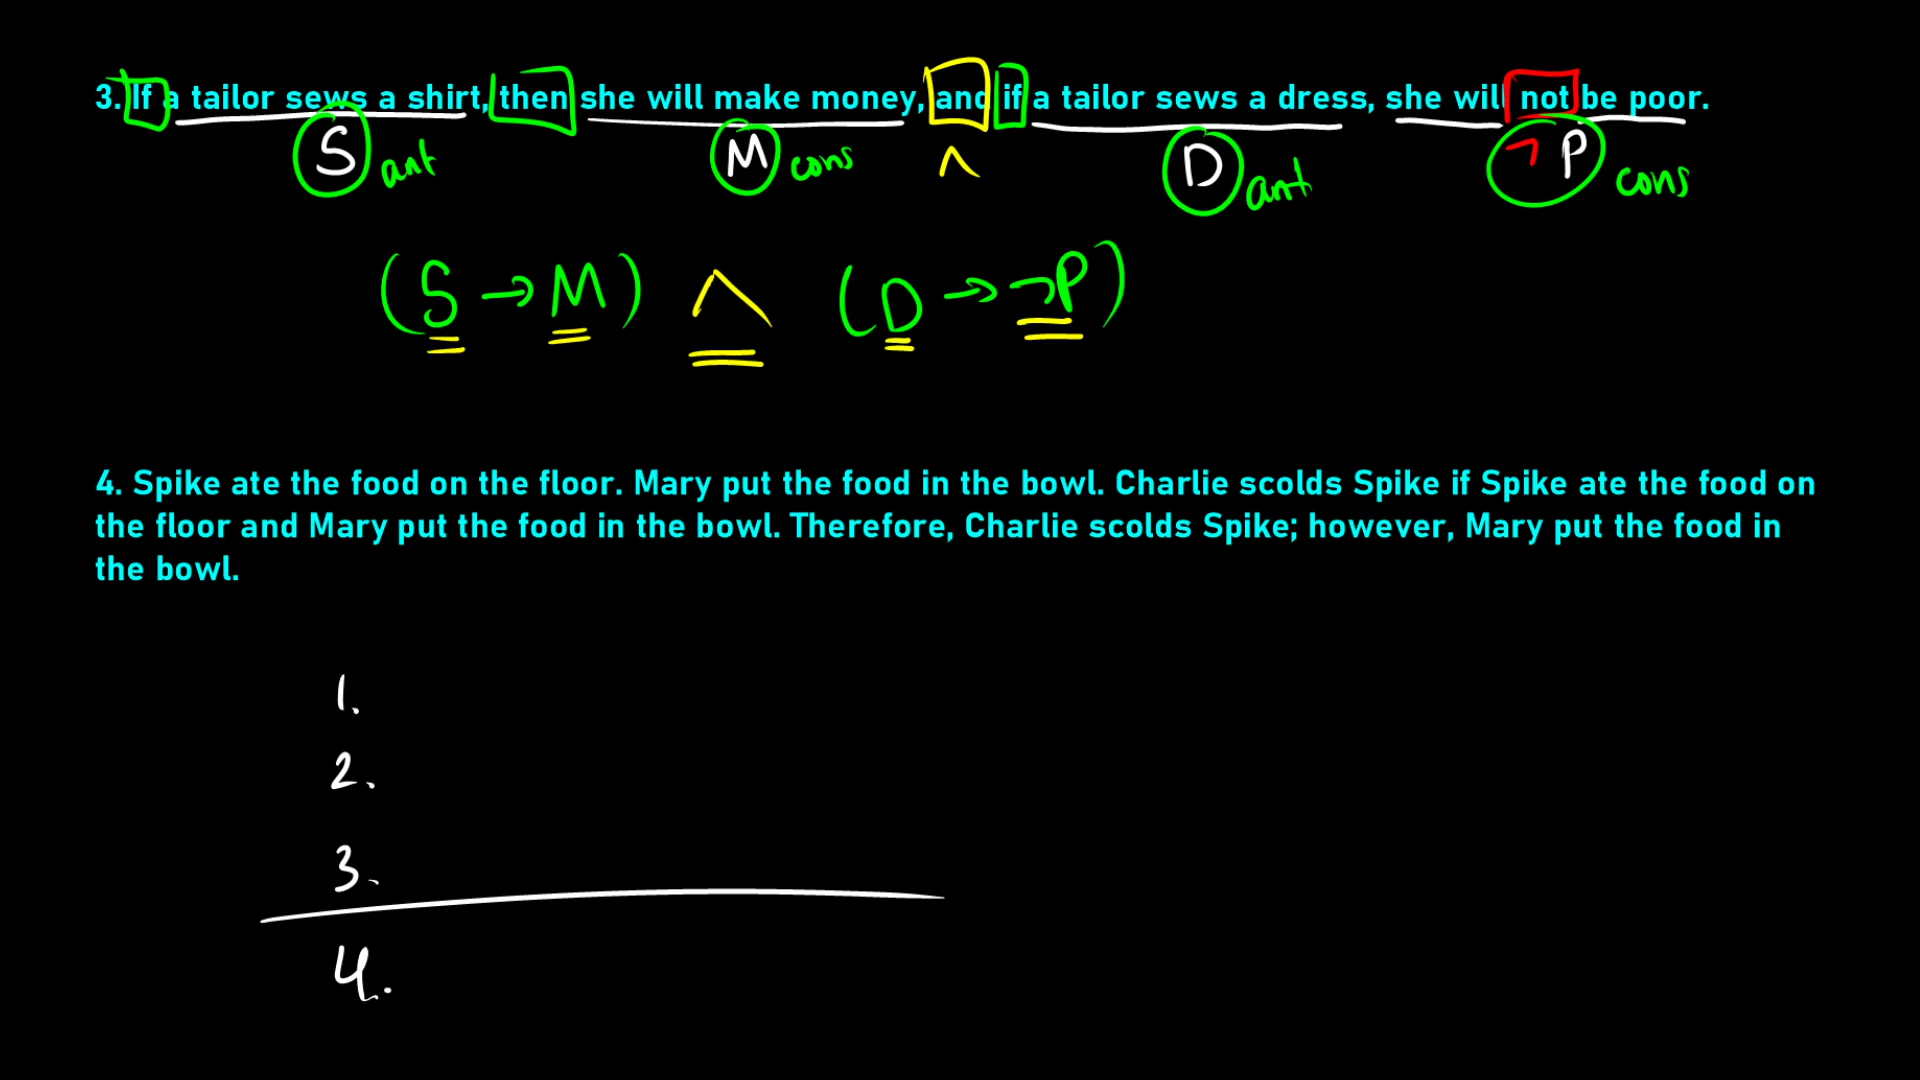 3. If a tailor sews a shirt, then she will make money, and if a tailor sews a dress, she will not be poor.
S ant M cons ∧ D ant ¬P cons
(S → M) ∧ (D → ¬P)
4. Spike ate the food on the floor. Mary put the food in the bowl. Charlie scolds Spike if Spike ate the food on
the floor and Mary put the food in the bowl. Therefore, Charlie scolds Spike; however, Mary put the food in
the bowl.
1.
2.
3.
4.